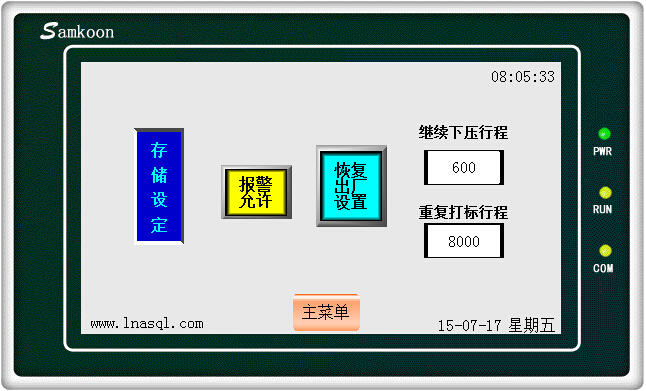 Samkoon
08:05:33
继续下压行程
600
存
储
设
定
报警
允许
恢复
出厂
设置
重复打标行程
8000
主菜单
www.lnasql.com
15-07-17 星期五
PWR
RUN
COM